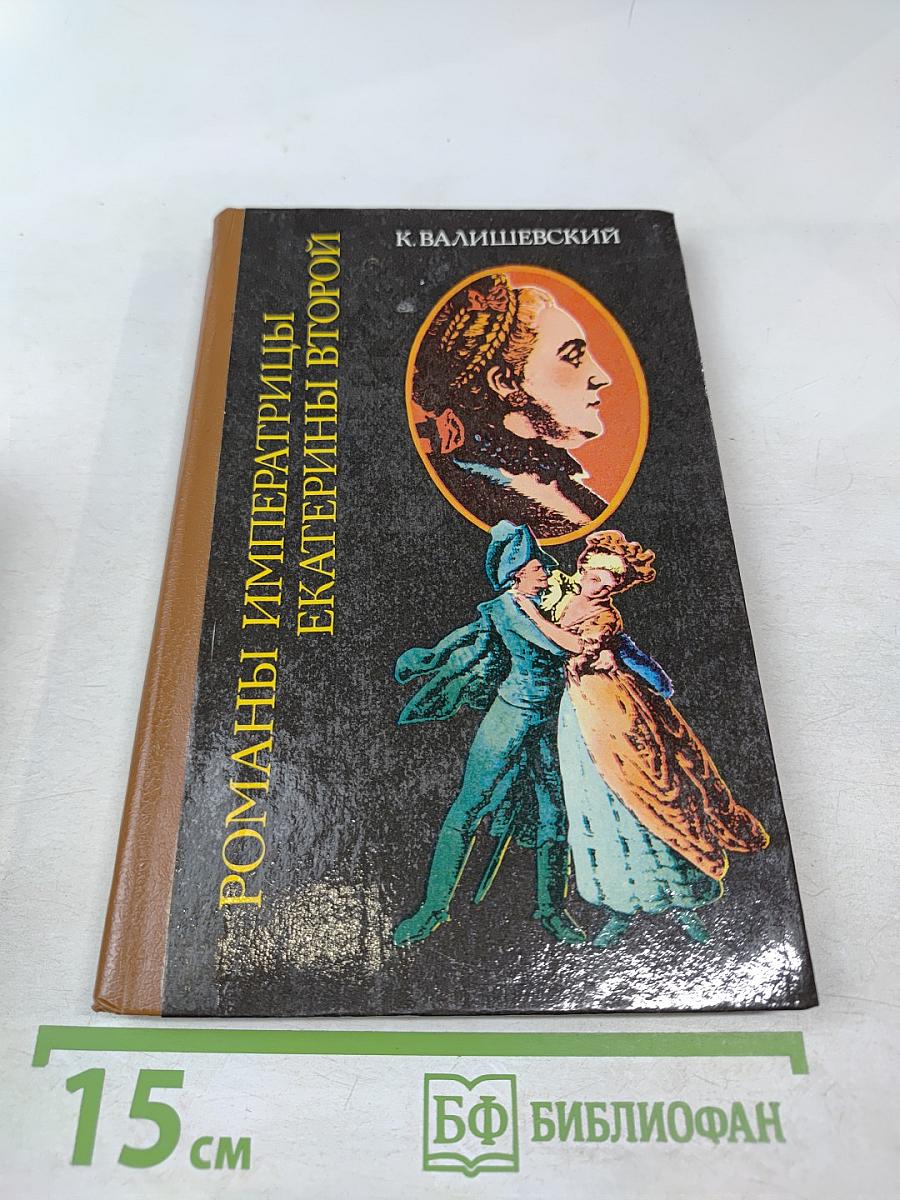 К. ВАЛИШЕВСКИЙ
РОМАНЫ ИМПЕРАТРИЦЫ
ЕКАТЕРИНЫ ВТОРОЙ
15 см
БФ БИБЛИОФАН